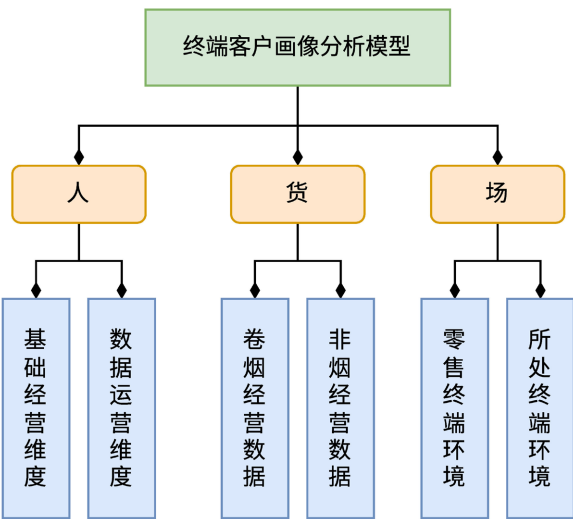 终端客户画像分析模型
人
货
场
基础经营维度
数据运营维度
卷烟经营数据
非烟经营数据
零售终端环境
所处终端环境